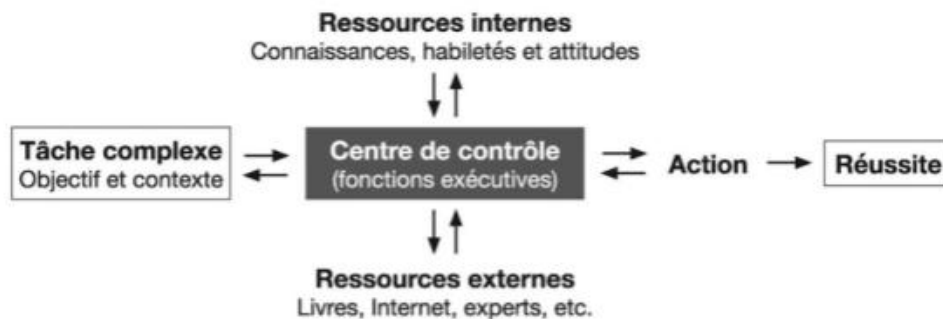 Ressources internes
Connaissances, habiletés et attitudes
Tâche complexe
Objectif et contexte
Centre de contrôle
(fonctions exécutives)
Action
Réussite
Ressources externes
Livres, Internet, experts, etc.